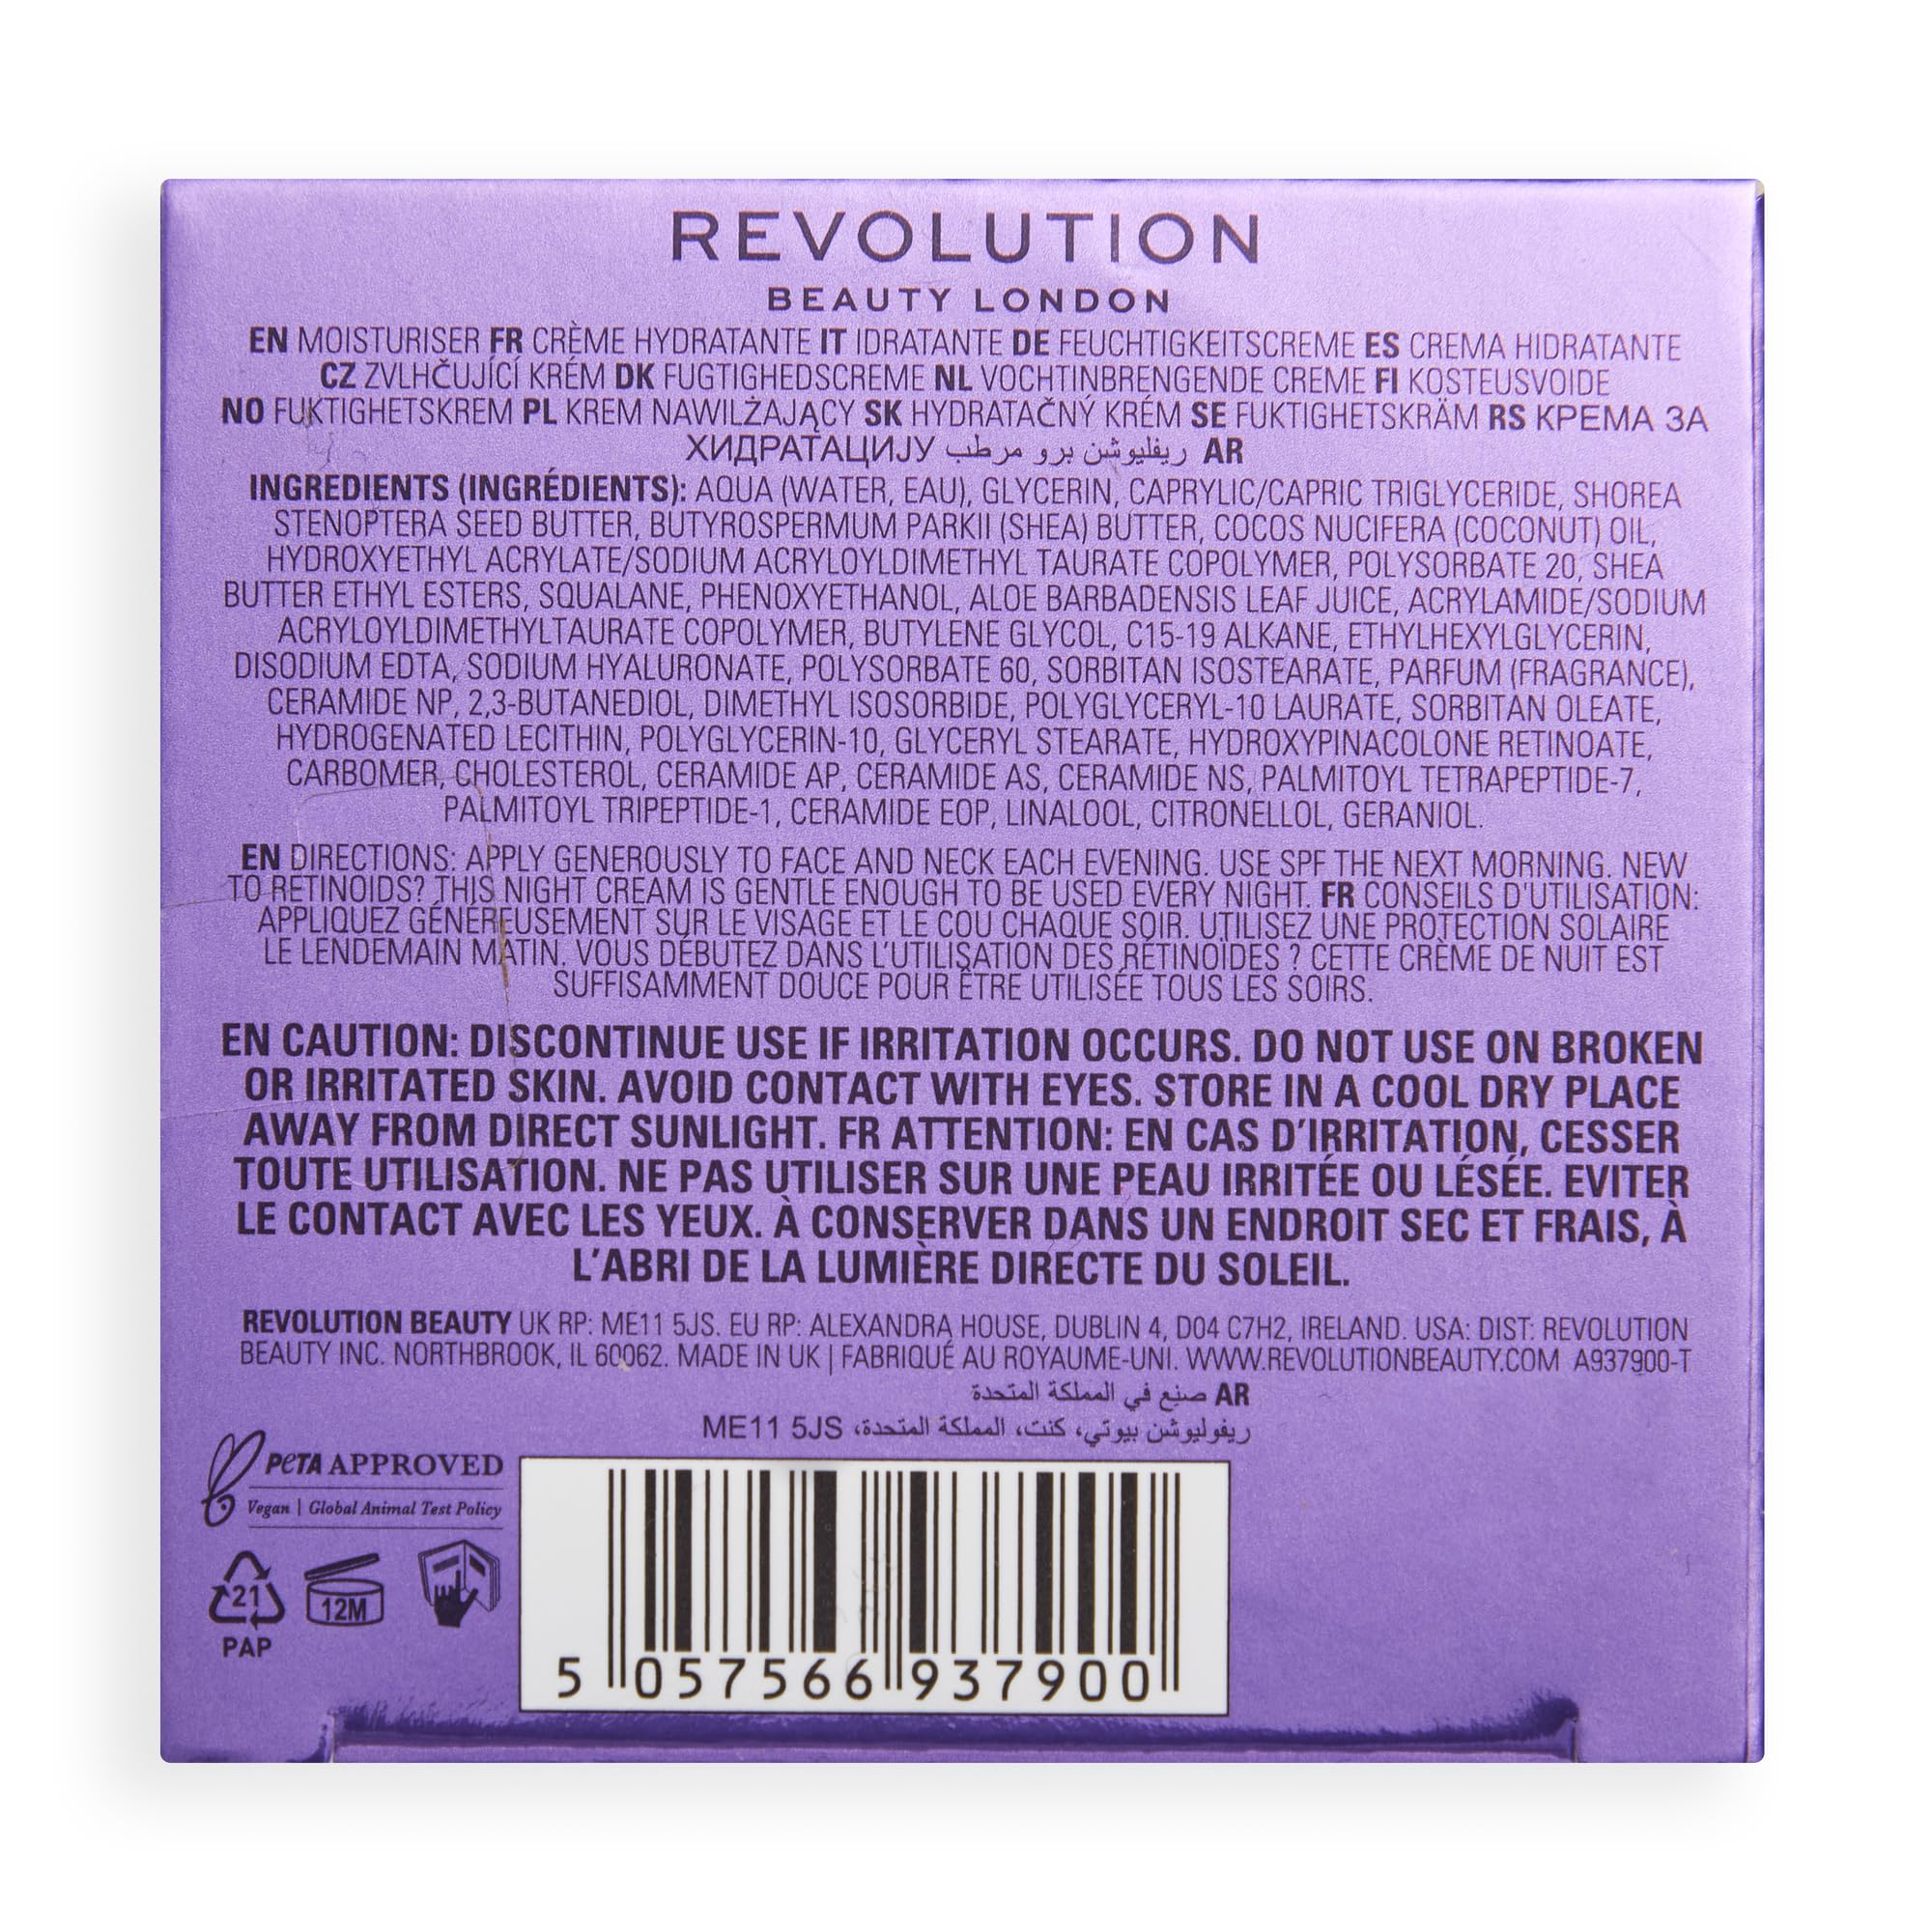 REVOLUTION
BEAUTY LONDON
EN MOISTURISER FR CRÈME HYDRATANTE IT IDRATANTE DE FEUCHTIGKEITSCREME ES CREMA HIDRATANTE
CZ ZVLHČUJÍCÍ KRÉM DK FUGTIGHEDSCREME NL VOCHTINBRENGENDE CREME FI KOSTEUSVOIDE
NO FUKTIGHETSKREM PL KREM NAWILŻAJĄCY SK HYDRATAČNÝ KRÉM SE FUKTIGHETSKRÄM RS КРЕМА ЗА
ХИДРАТАЦИЈУ ريفليوشن برو مرطب AR
INGREDIENTS (INGRÉDIENTS): AQUA (WATER, EAU), GLYCERIN, CAPRYLIC/CAPRIC TRIGLYCERIDE, SHOREA
STENOPTERA SEED BUTTER, BUTYROSPERMUM PARKII (SHEA) BUTTER, COCOS NUCIFERA (COCONUT) OIL,
HYDROXYETHYL ACRYLATE/SODIUM ACRYLOYLDIMETHYL TAURATE COPOLYMER, POLYSORBATE 20, SHEA
BUTTER ETHYL ESTERS, SQUALANE, PHENOXYETHANOL, ALOE BARBADENSIS LEAF JUICE, ACRYLAMIDE/SODIUM
ACRYLOYLDIMETHYLTAURATE COPOLYMER, BUTYLENE GLYCOL, C15-19 ALKANE, ETHYLHEXYLGLYCERIN,
DISODIUM EDTA, SODIUM HYALURONATE, POLYSORBATE 60, SORBITAN ISOSTEARATE, PARFUM (FRAGRANCE),
CERAMIDE NP, 2,3-BUTANEDIOL, DIMETHYL ISOSORBIDE, POLYGLYCERYL-10 LAURATE, SORBITAN OLEATE,
HYDROGENATED LECITHIN, POLYGLYCERIN-10, GLYCERYL STEARATE, HYDROXYPINACOLONE RETINOATE,
CARBOMER, CHOLESTEROL, CERAMIDE AP, CERAMIDE AS, CERAMIDE NS, PALMITOYL TETRAPEPTIDE-7,
PALMITOYL TRIPEPTIDE-1, CERAMIDE EOP, LINALOOL, CITRONELLOL, GERANIOL.
EN DIRECTIONS: APPLY GENEROUSLY TO FACE AND NECK EACH EVENING. USE SPF THE NEXT MORNING. NEW
TO RETINOIDS? THIS NIGHT CREAM IS GENTLE ENOUGH TO BE USED EVERY NIGHT. FR CONSEILS D'UTILISATION:
APPLIQUEZ GÉNÉREUSEMENT SUR LE VISAGE ET LE COU CHAQUE SOIR. UTILISEZ UNE PROTECTION SOLAIRE
LE LENDEMAIN MATIN. VOUS DÉBUTEZ DANS L'UTILISATION DES RÉTINOÏDES ? CETTE CRÈME DE NUIT EST
SUFFISAMMENT DOUCE POUR ÊTRE UTILISÉE TOUS LES SOIRS.
EN CAUTION: DISCONTINUE USE IF IRRITATION OCCURS. DO NOT USE ON BROKEN
OR IRRITATED SKIN. AVOID CONTACT WITH EYES. STORE IN A COOL DRY PLACE
AWAY FROM DIRECT SUNLIGHT. FR ATTENTION: EN CAS D'IRRITATION, CESSER
TOUTE UTILISATION. NE PAS UTILISER SUR UNE PEAU IRRITÉE OU LÉSÉE. EVITER
LE CONTACT AVEC LES YEUX. À CONSERVER DANS UN ENDROIT SEC ET FRAIS, À
L'ABRI DE LA LUMIÈRE DIRECTE DU SOLEIL.
REVOLUTION BEAUTY UK RP: ME11 5JS. EU RP: ALEXANDRA HOUSE, DUBLIN 4, D04 C7H2, IRELAND. USA: DIST: REVOLUTION
BEAUTY INC. NORTHBROOK, IL 60062. MADE IN UK | FABRIQUÉ AU ROYAUME-UNI. WWW.REVOLUTIONBEAUTY.COM A937900-T
AR صنع في المملكة المتحدة
ريفوليوشن بيوتي، كنت، المملكة المتحدة، ME11 5JS
PETA APPROVED
Vegan | Global Animal Test Policy
21
PAP
12M
5 057566 937900